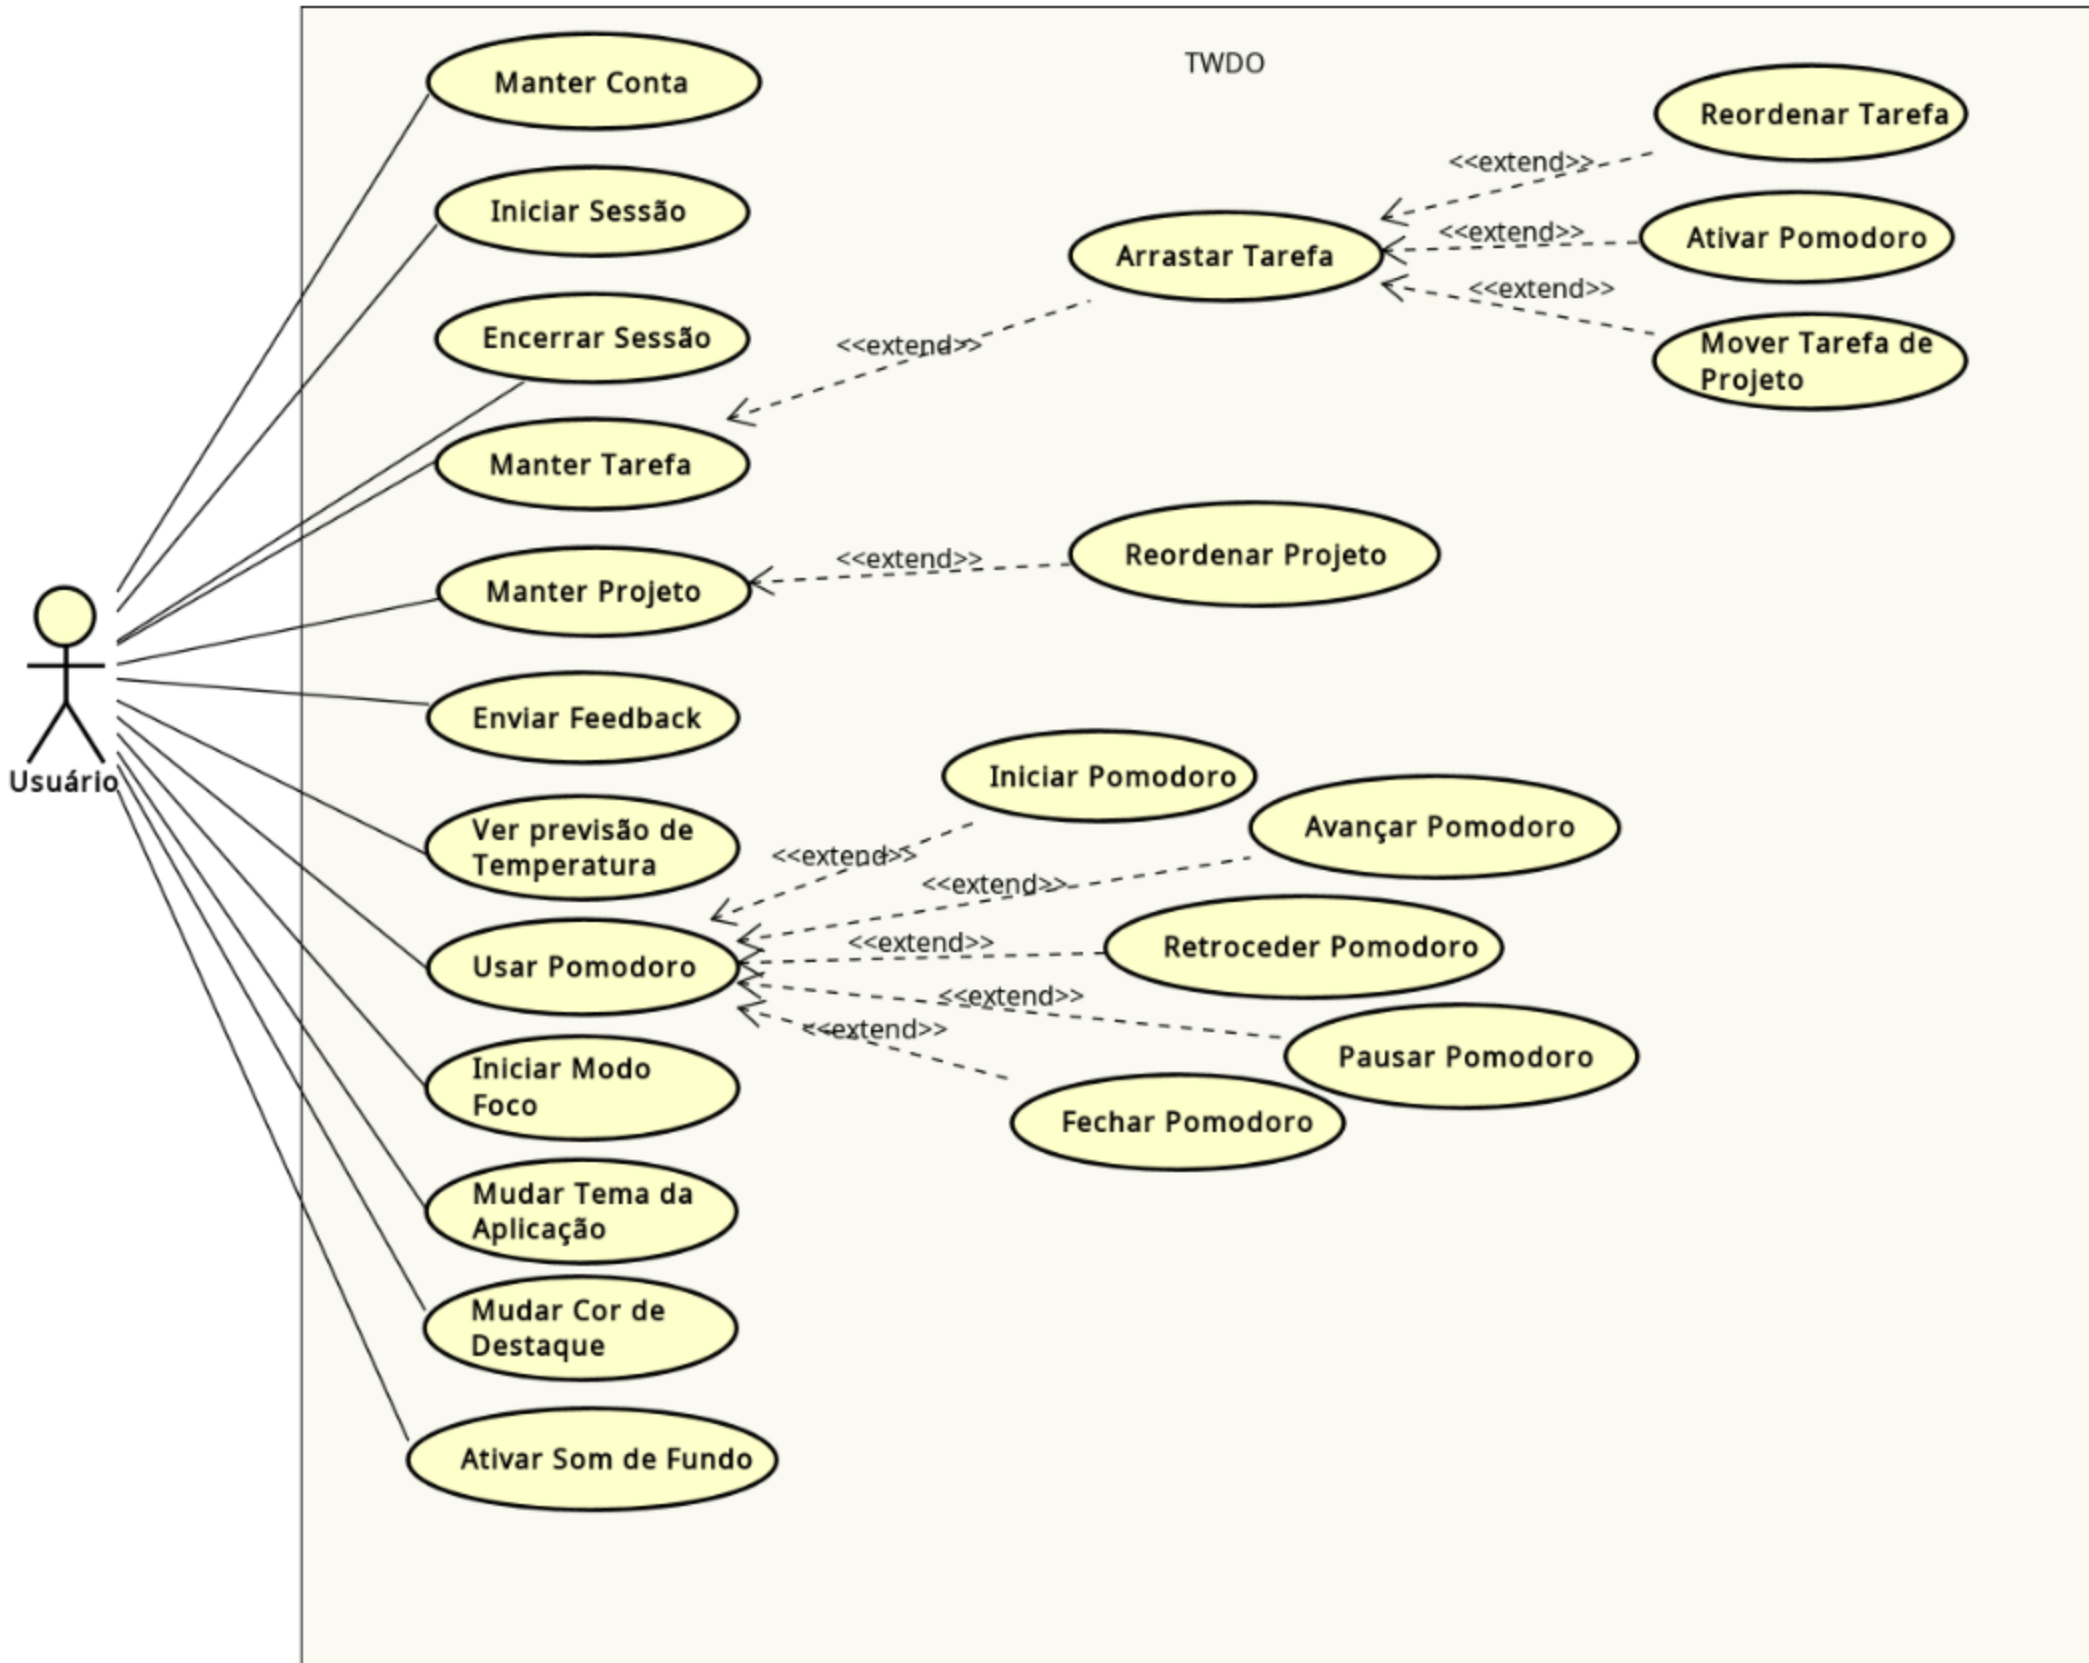 TWDO
Manter Conta
Reordenar Tarefa
<<extend>>
Iniciar Sessão
<<extend>>
Ativar Pomodoro
Arrastar Tarefa
<<extend>>
Encerrar Sessão
<<extend>>
Mover Tarefa de
Projeto
Manter Tarefa
Reordenar Projeto
<<extend>>
Manter Projeto
Enviar Feedback
Usuário
Iniciar Pomodoro
Avançar Pomodoro
Ver previsão de
Temperatura
<<extend>>
<<extend>>
<<extend>>
Retroceder Pomodoro
Usar Pomodoro
<<extend>>
<<extend>>
Pausar Pomodoro
Iniciar Modo
Foco
Fechar Pomodoro
Mudar Tema da
Aplicação
Mudar Cor de
Destaque
Ativar Som de Fundo